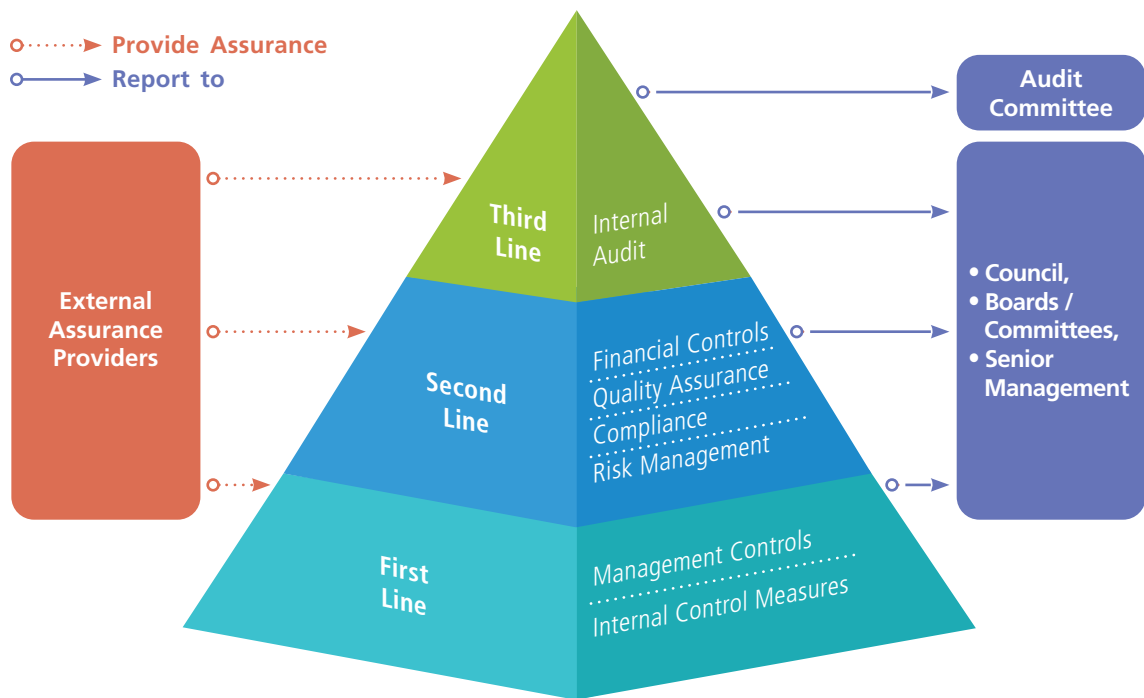 Provide Assurance
Report to
External
Assurance
Providers
Third
Line
Internal
Audit
Second
Line
Financial Controls
Quality Assurance
Compliance
Risk Management
First
Line
Management Controls
Internal Control Measures
Audit
Committee
• Council,
• Boards /
Committees,
• Senior
Management